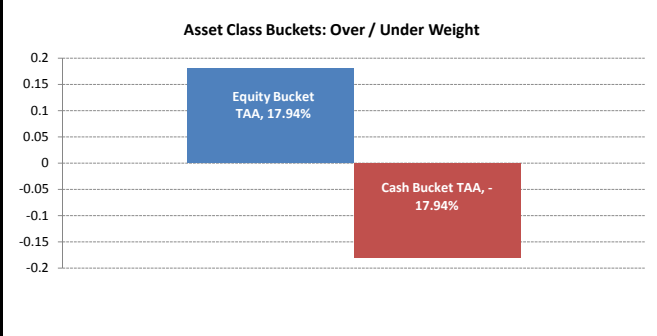 Asset Class Buckets: Over / Under Weight
0.2
0.15
0.1
0.05
0
-0.05
-0.1
-0.15
-0.2
Equity Bucket
TAA, 17.94%
Cash Bucket TAA, -
17.94%